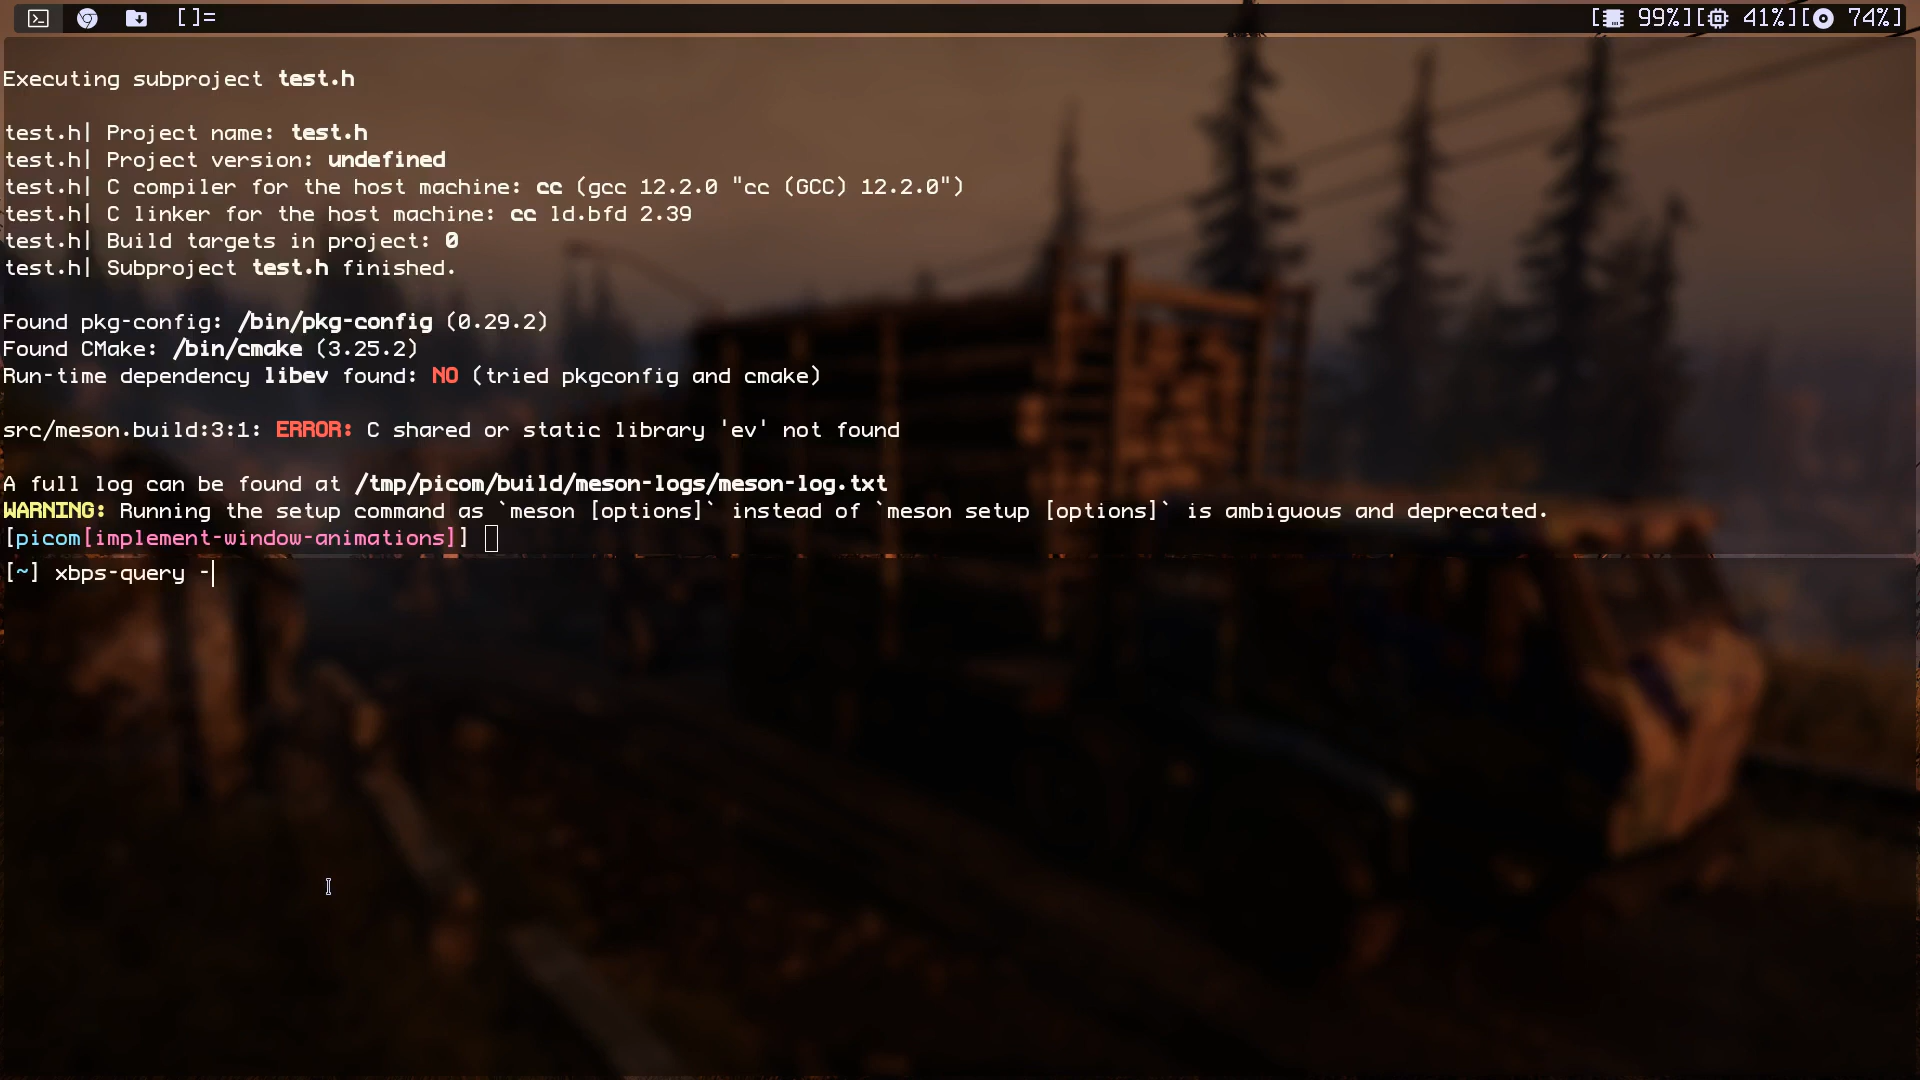 []=
[ 99%][ 41%][ 74%]
Executing subproject test.h
test.h| Project name: test.h
test.h| Project version: undefined
test.h| C compiler for the host machine: cc (gcc 12.2.0 "cc (GCC) 12.2.0")
test.h| C linker for the host machine: cc ld.bfd 2.39
test.h| Build targets in project: 0
test.h| Subproject test.h finished.
Found pkg-config: /bin/pkg-config (0.29.2)
Found CMake: /bin/cmake (3.25.2)
Run-time dependency libev found: NO (tried pkgconfig and cmake)
src/meson.build:3:1: ERROR: C shared or static library 'ev' not found
A full log can be found at /tmp/picom/build/meson-logs/meson-log.txt
WARNING: Running the setup command as `meson [options]` instead of `meson setup [options]` is ambiguous and deprecated.
[picom[implement-window-animations]]
[~] xbps-query -